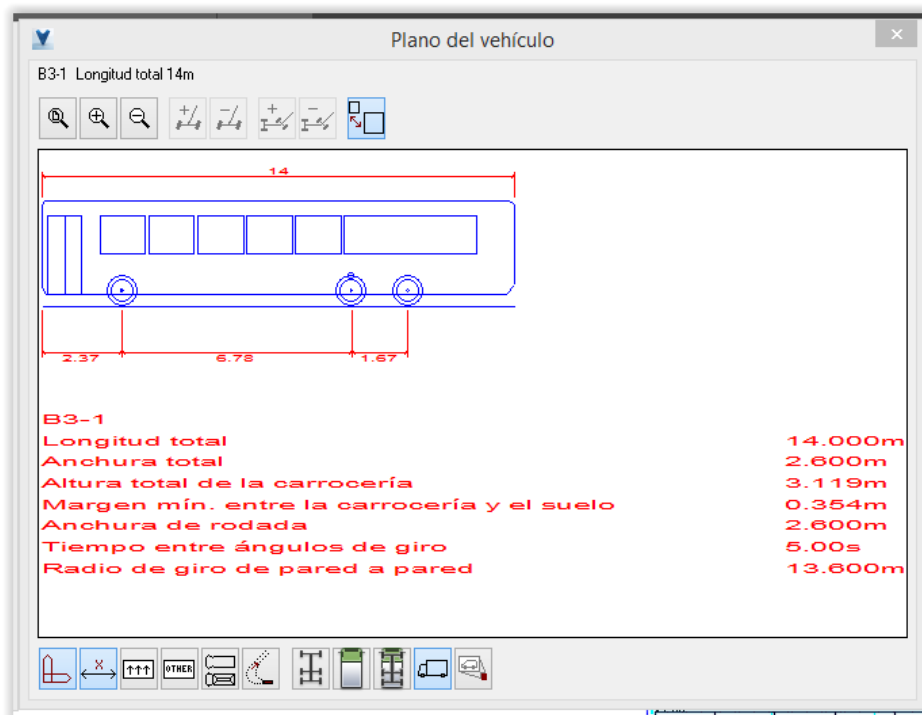 Plano del vehículo
B3-1 Longitud total 14m
14
2.37 6.78 1.67
B3-1
Longitud total 14.000m
Anchura total 2.600m
Altura total de la carrocería 3.119m
Margen mín. entre la carrocería y el suelo 0.354m
Anchura de rodada 2.600m
Tiempo entre ángulos de giro 5.00s
Radio de giro de pared a pared 13.600m
X OTHER